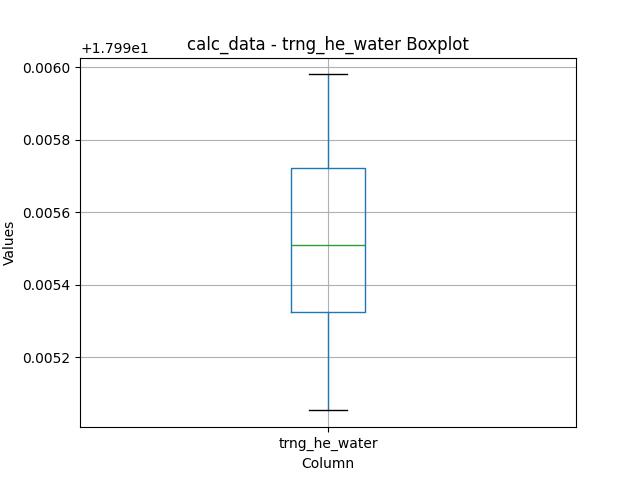 calc_data - trng_he_water Boxplot
+1.799e1
0.0060
0.0058
0.0056
0.0054
0.0052
Values
trng_he_water
Column